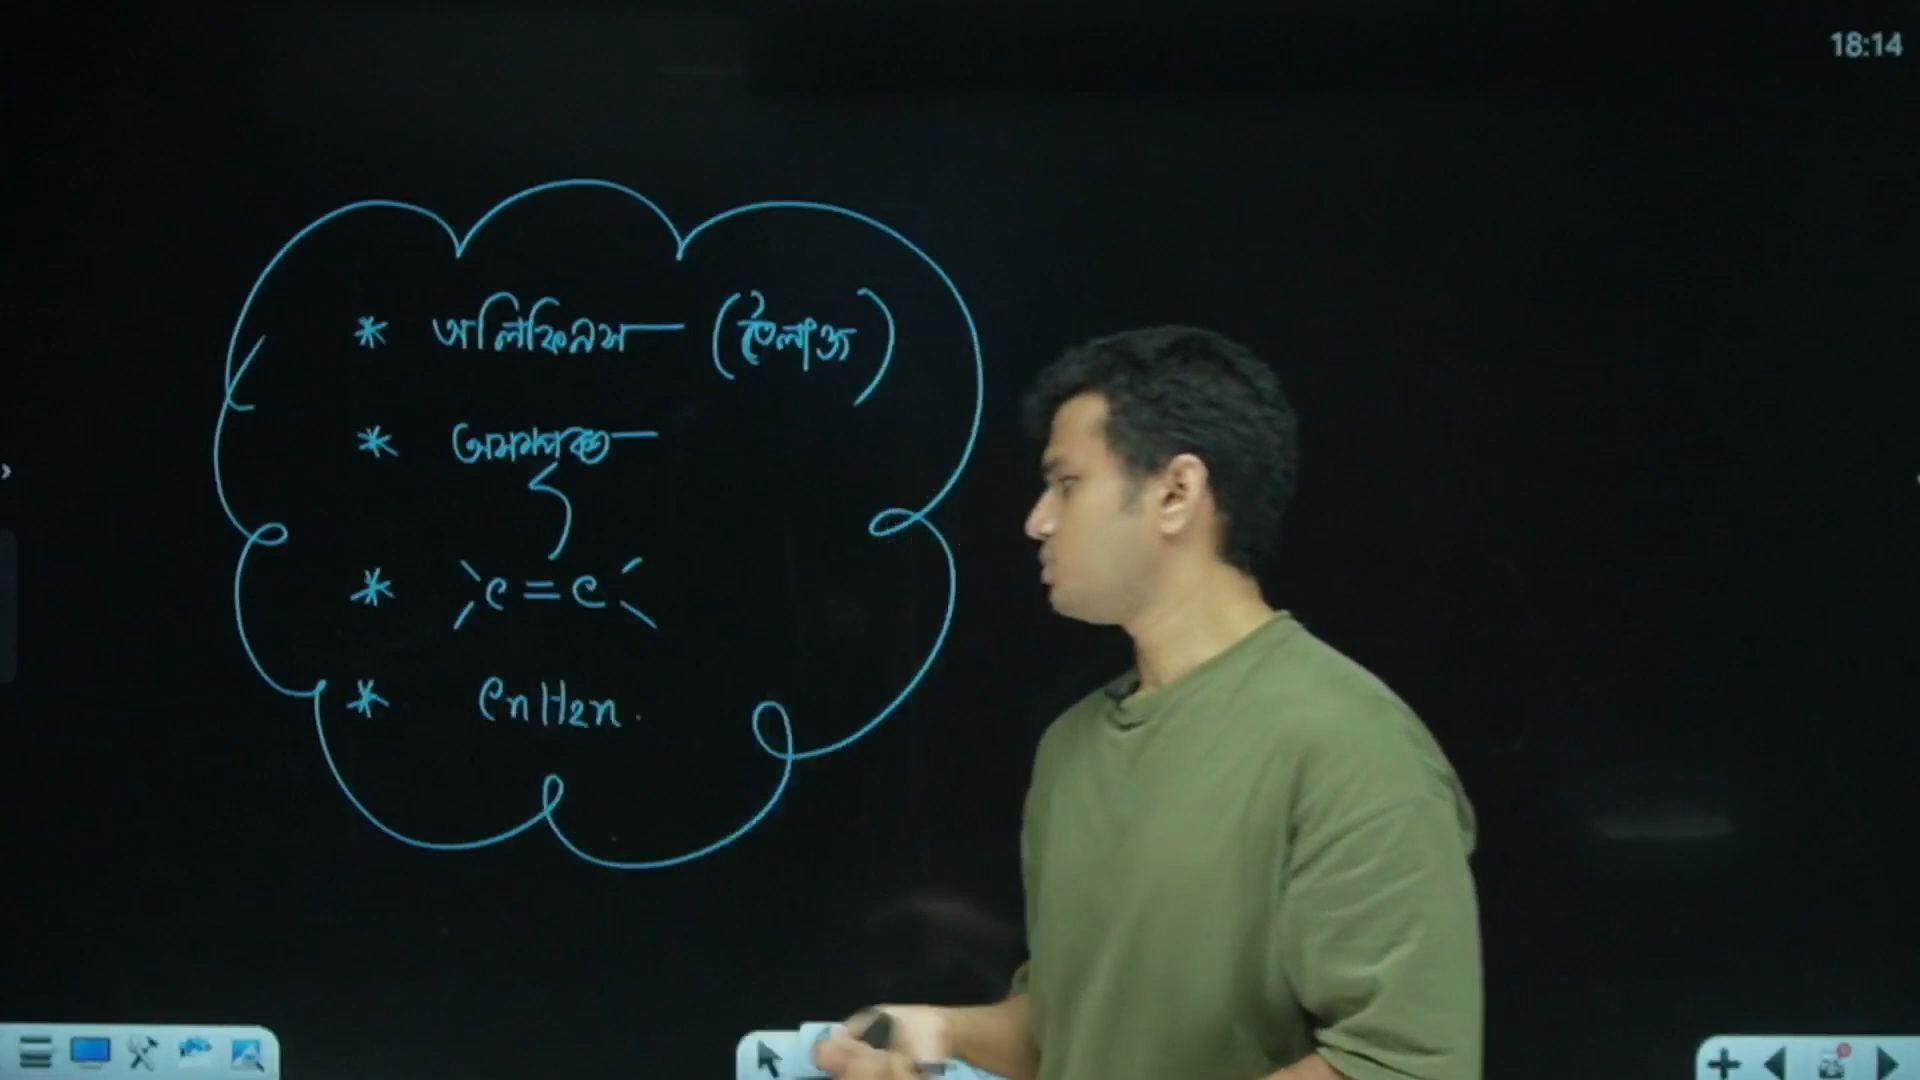 18:14
* অলিফিনস — (তৈলাক্ত)
* অসম্পৃক্ত —
* C = C
* CnH2n.